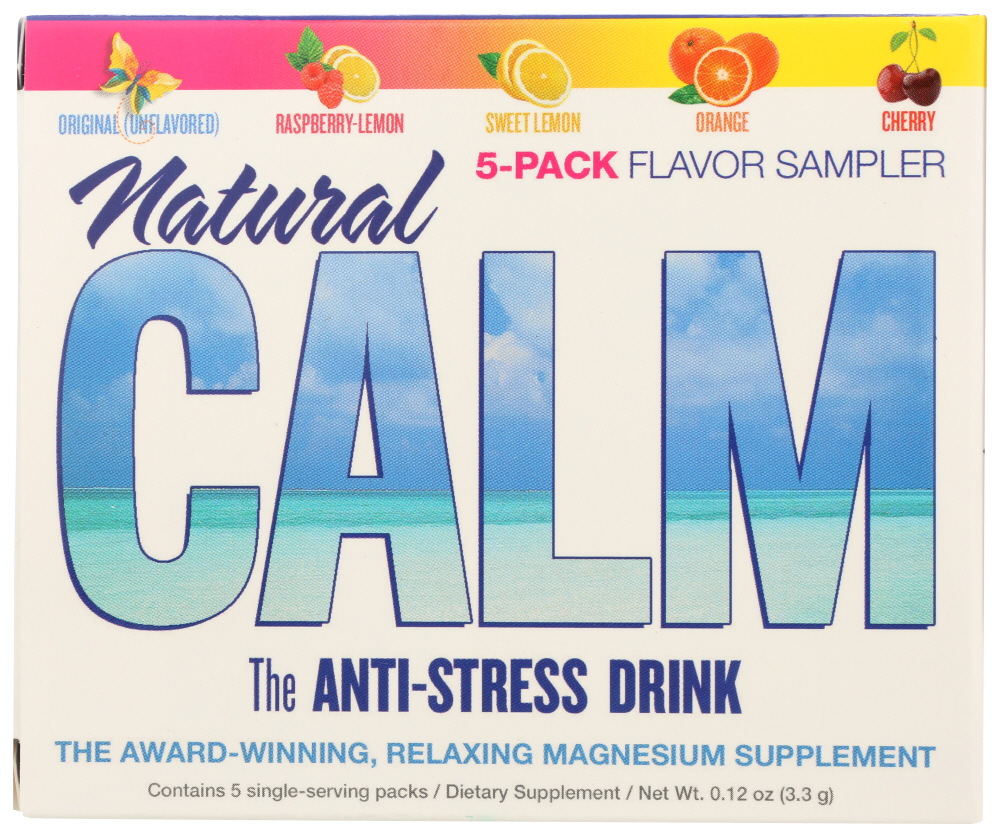 ORIGINAL (UNFLAVORED)
RASPBERRY-LEMON
SWEET LEMON
ORANGE
CHERRY
5-PACK FLAVOR SAMPLER
Natural
CALM
The ANTI-STRESS DRINK
THE AWARD-WINNING, RELAXING MAGNESIUM SUPPLEMENT
Contains 5 single-serving packs / Dietary Supplement / Net Wt. 0.12 oz (3.3 g)